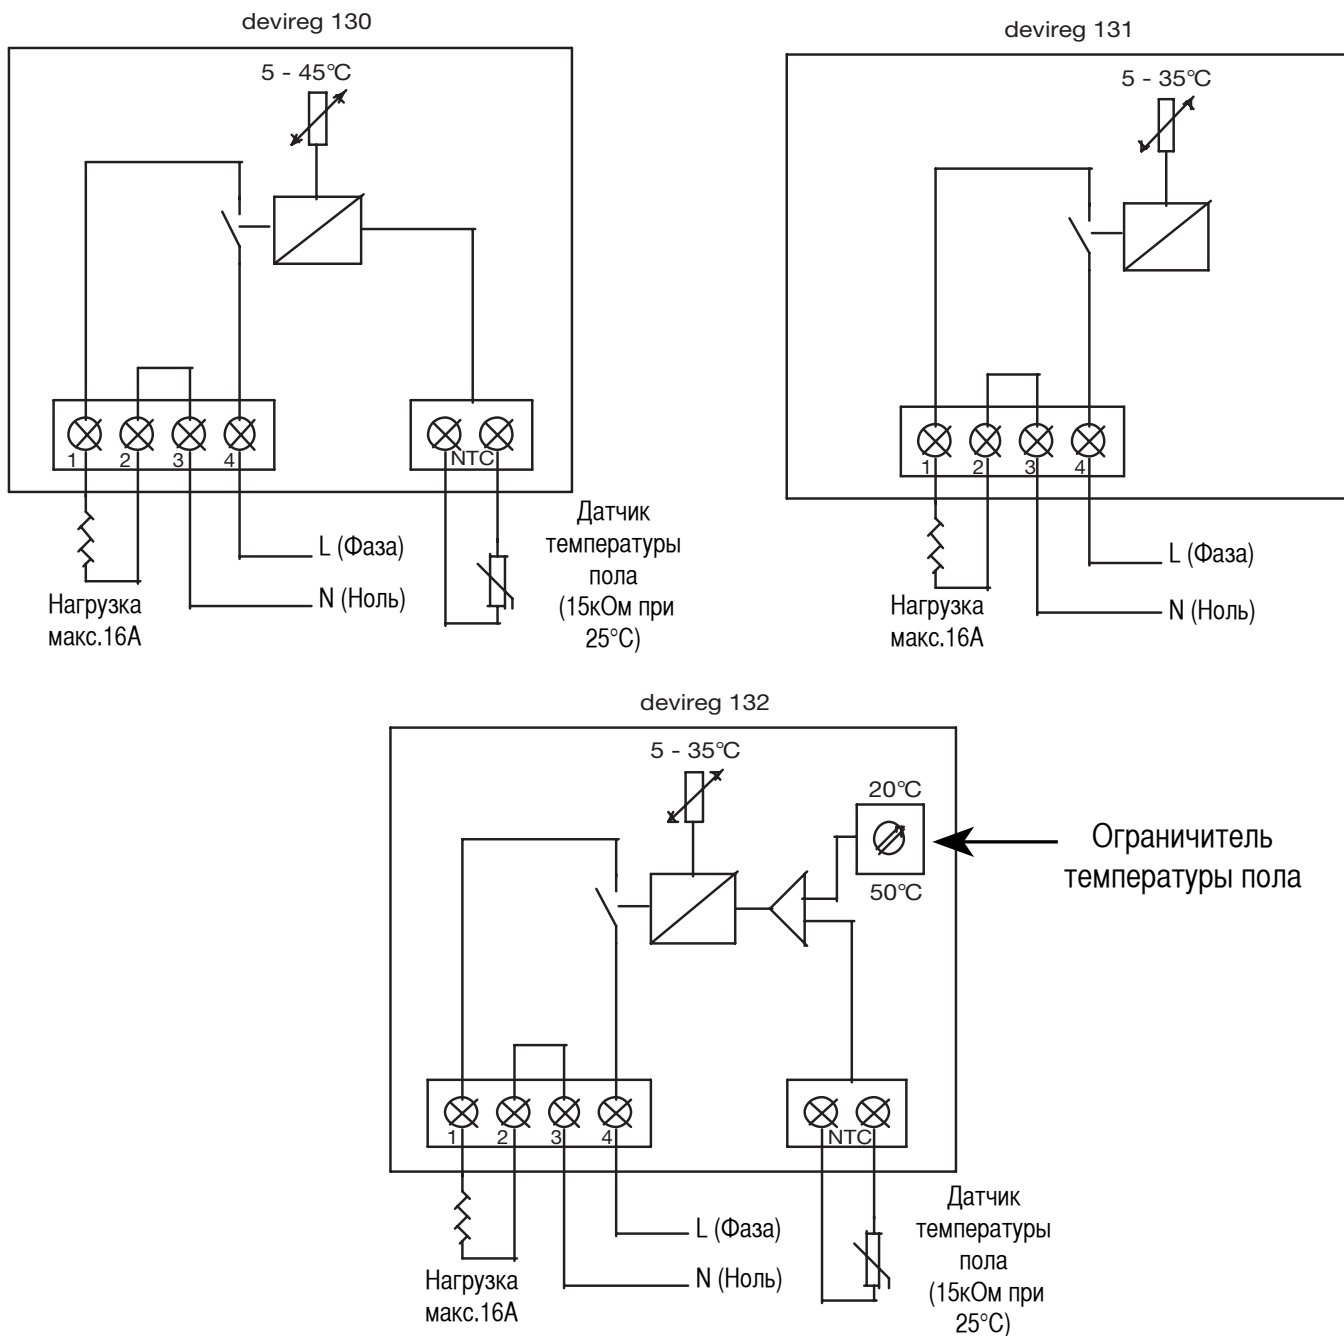 devireg 130
5 - 45°C
1 2 3 4
NTC
L (Фаза)
N (Ноль)
Нагрузка
макс.16А
Датчик
температуры
пола
(15кОм при
25°С)
devireg 131
5 - 35°C
1 2 3 4
L (Фаза)
N (Ноль)
Нагрузка
макс.16А
devireg 132
5 - 35°C
20°C
50°C
Ограничитель
температуры пола
1 2 3 4
NTC
L (Фаза)
N (Ноль)
Нагрузка
макс.16А
Датчик
температуры
пола
(15кОм при
25°С)